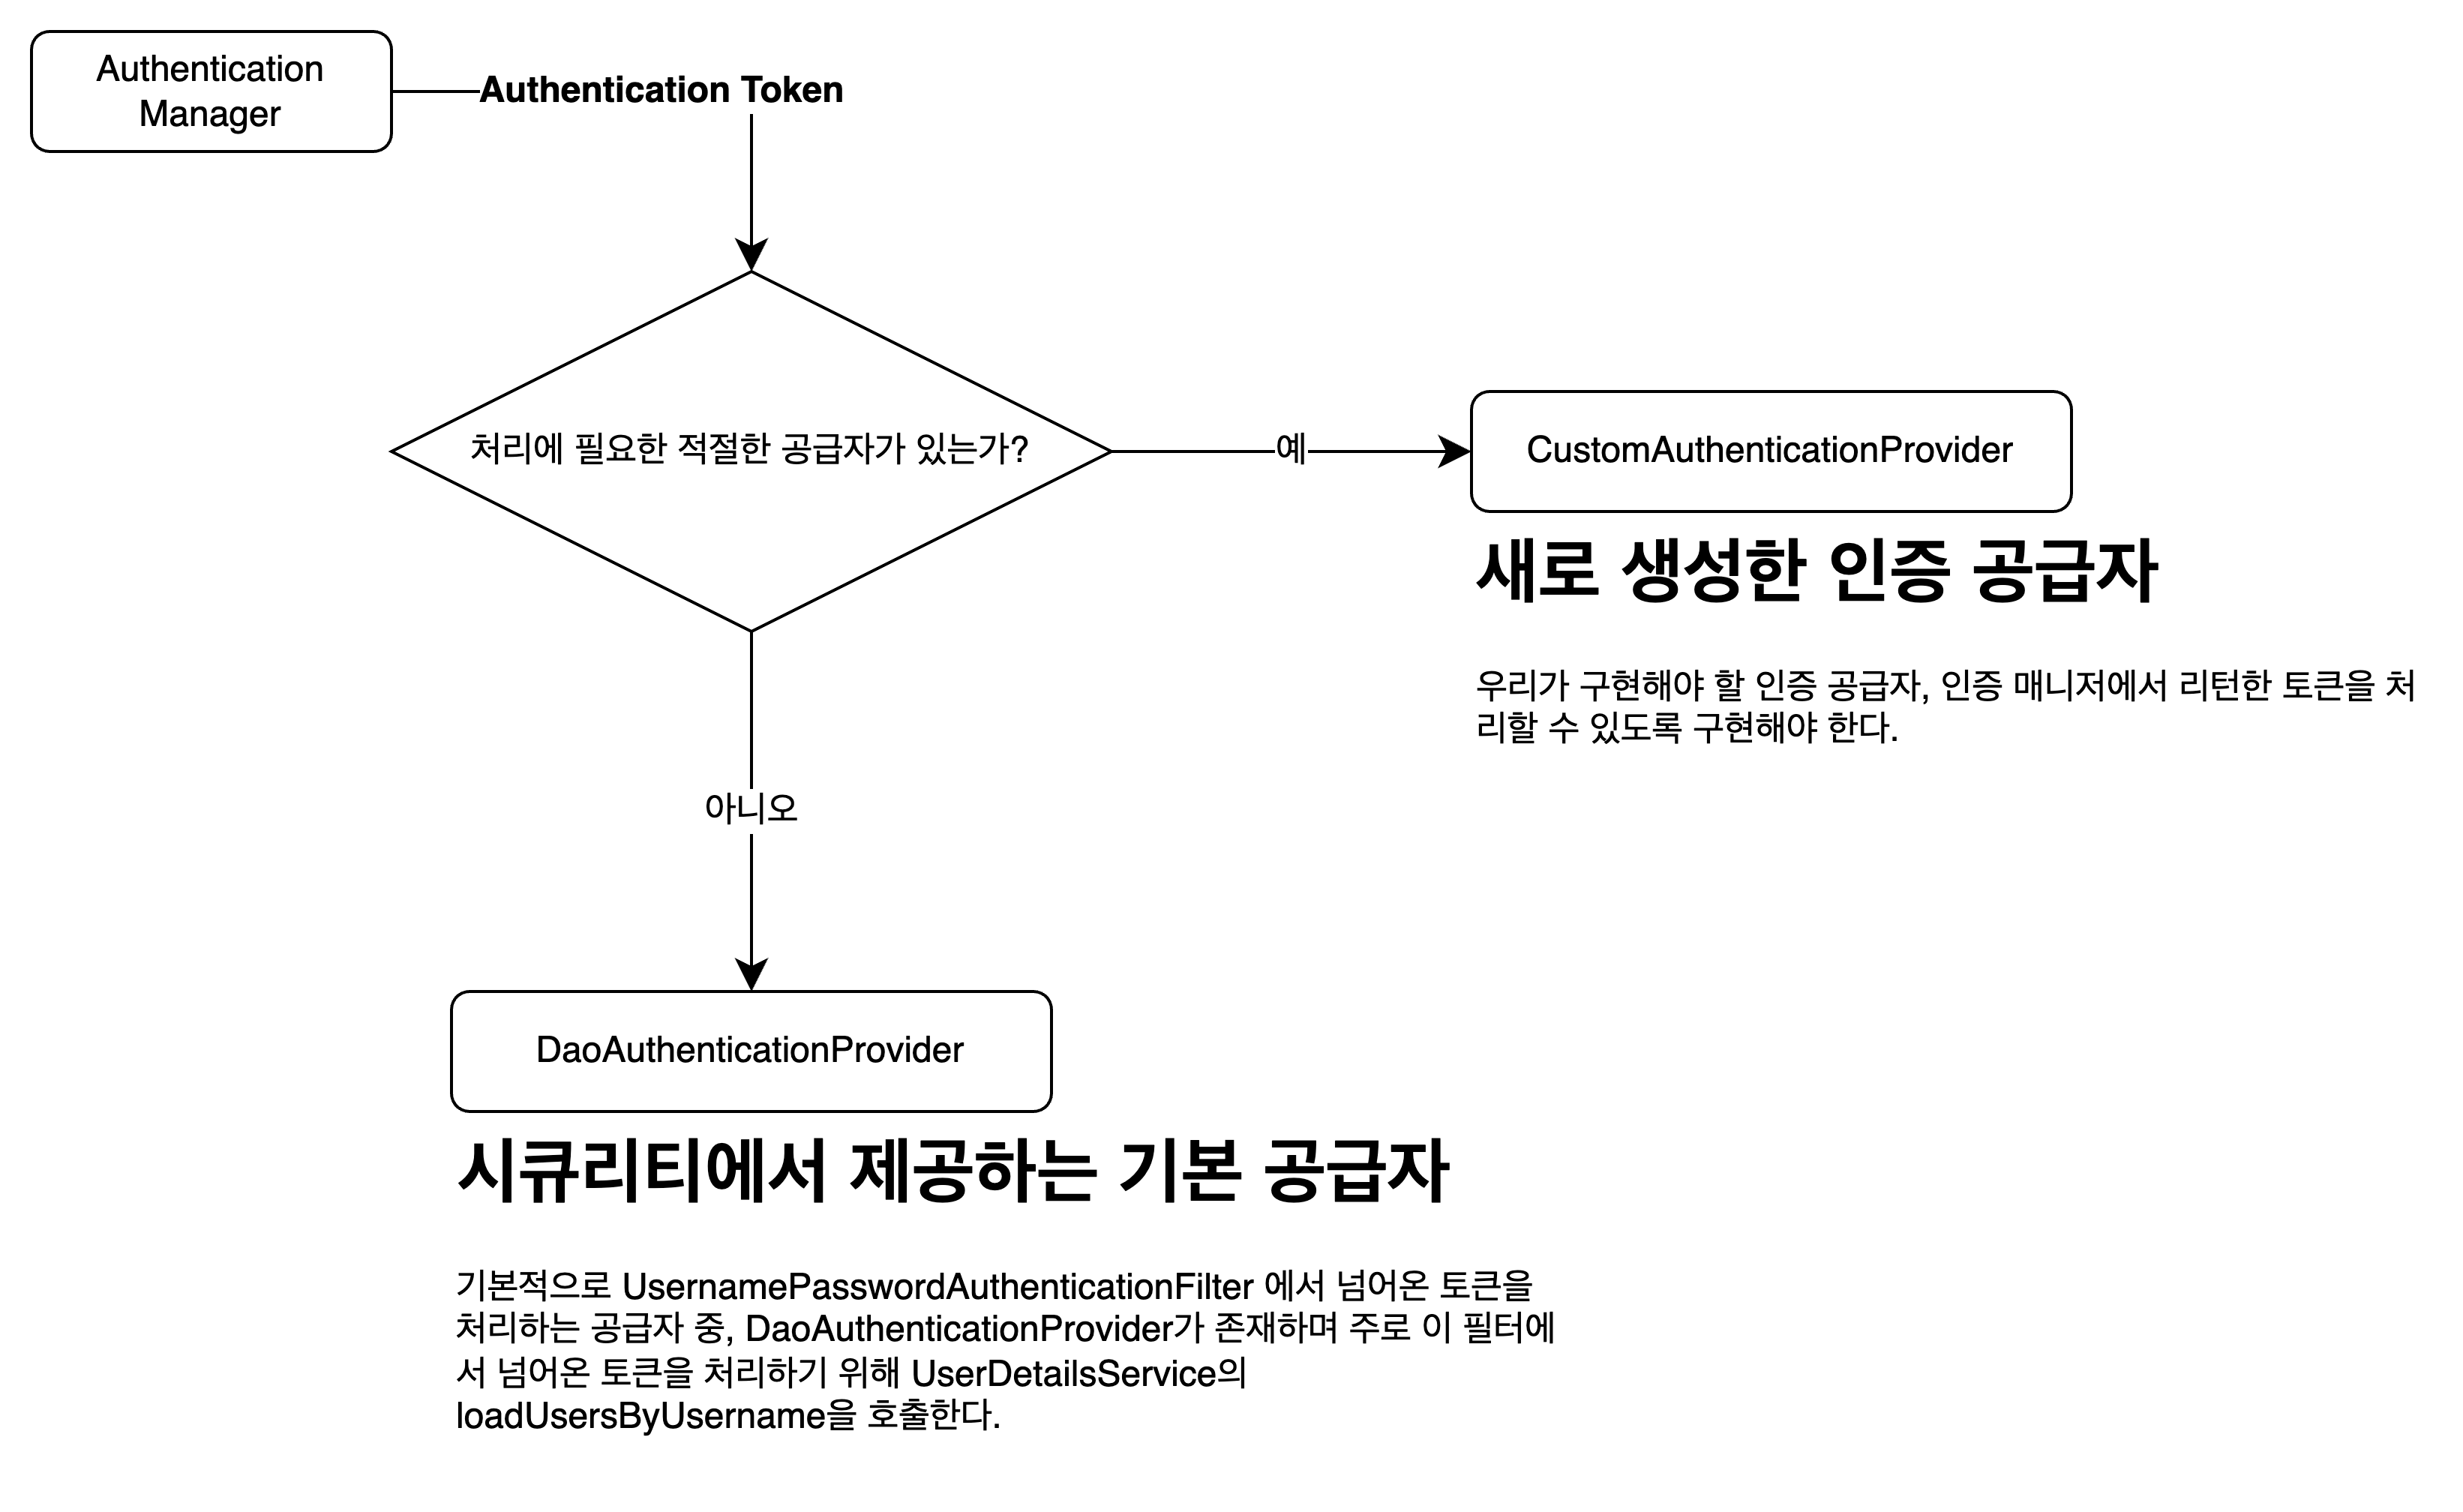 Authentication
Manager
Authentication Token
처리에 필요한 적절한 공급자가 있는가?
예
CustomAuthenticationProvider
새로 생성한 인증 공급자
우리가 구현해야 할 인증 공급자, 인증 매니저에서 리턴한 토큰을 처
리할 수 있도록 구현해야 한다.
아니오
DaoAuthenticationProvider
시큐리티에서 제공하는 기본 공급자
기본적으로 UsernamePasswordAuthenticationFilter 에서 넘어온 토큰을
처리하는 공급자 중, DaoAuthenticationProvider가 존재하며 주로 이 필터에
서 넘어온 토큰을 처리하기 위해 UserDetailsService의
loadUsersByUsername을 호출한다.